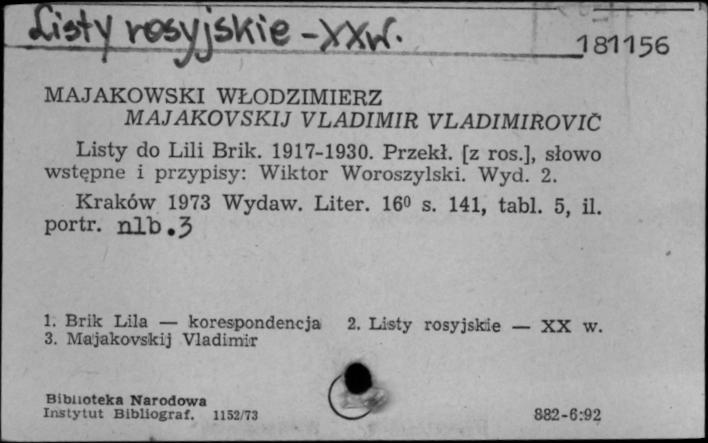 Listy rosyjskie - XX w.
181156
MAJAKOWSKI WŁODZIMIERZ
MAJAKOVSKIJ VLADIMIR VLADIMIROVIČ
Listy do Lili Brik. 1917-1930. Przekł. [z ros.], słowo
wstępne i przypisy: Wiktor Woroszylski. Wyd. 2.
Kraków 1973 Wydaw. Liter. 16⁰ s. 141, tabl. 5, il.
portr. nlb. 3
1. Brik Lila — korespondencja 2. Listy rosyjskie — XX w.
3. Majakovskij Vladimir
Biblioteka Narodowa
Instytut Bibliograf. 1152/73
882-6:92